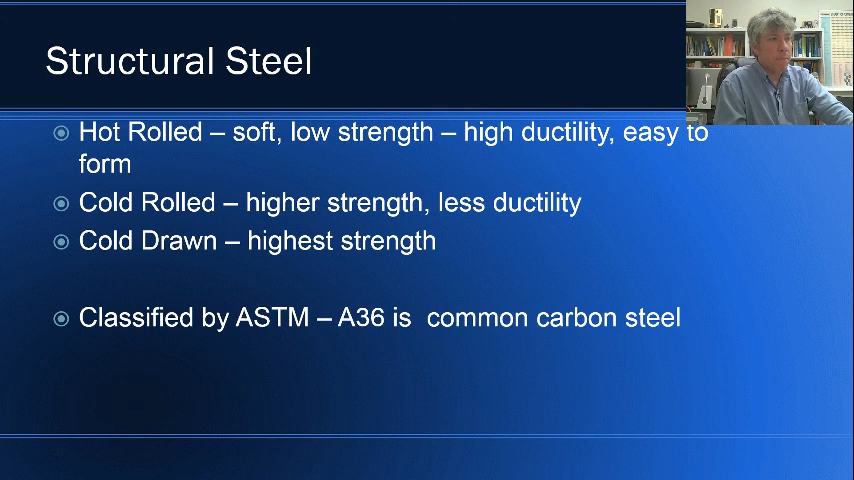 Structural Steel
Hot Rolled – soft, low strength – high ductility, easy to
form
Cold Rolled – higher strength, less ductility
Cold Drawn – highest strength
Classified by ASTM – A36 is  common carbon steel